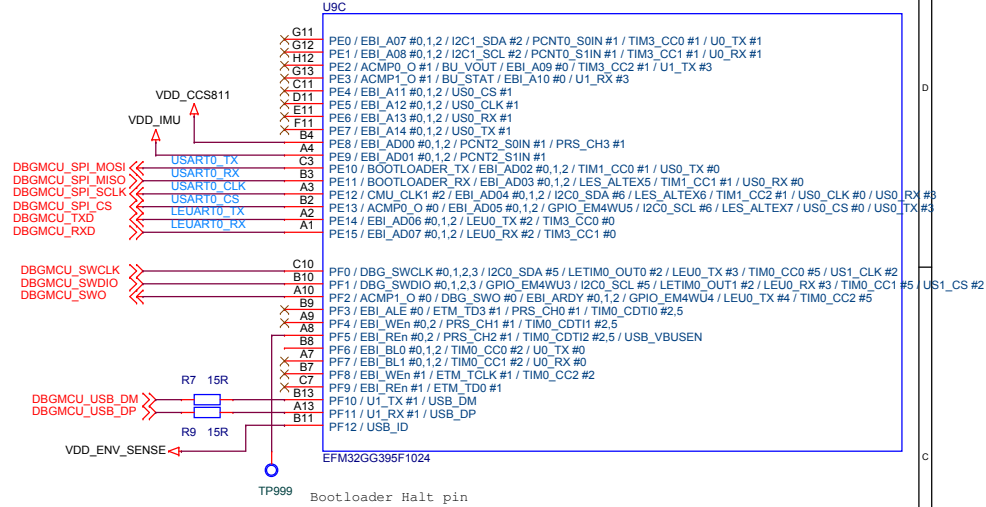 U9C
D
G11 PE0 / EBI_A07 #0,1,2 / I2C1_SDA #2 / PCNT0_S0IN #1 / TIM3_CC0 #1 / U0_TX #1
G12 PE1 / EBI_A08 #0,1,2 / I2C1_SCL #2 / PCNT0_S1IN #1 / TIM3_CC1 #1 / U0_RX #1
H12 PE2 / ACMP0_O #1 / BU_VOUT / EBI_A09 #0 / TIM3_CC2 #1 / U1_TX #3
G13 PE3 / ACMP1_O #1 / BU_STAT / EBI_A10 #0 / U1_RX #3
C11 PE4 / EBI_A11 #0,1,2 / US0_CS #1
D11 PE5 / EBI_A12 #0,1,2 / US0_CLK #1
E11 PE6 / EBI_A13 #0,1,2 / US0_RX #1
F11 PE7 / EBI_A14 #0,1,2 / US0_TX #1
VDD_CCS811 B4 PE8 / EBI_AD00 #0,1,2 / PCNT2_S0IN #1 / PRS_CH3 #1
VDD_IMU A4 PE9 / EBI_AD01 #0,1,2 / PCNT2_S1IN #1
DBGMCU_SPI_MOSI USART0_TX C3 PE10 / BOOTLOADER_TX / EBI_AD02 #0,1,2 / TIM1_CC0 #1 / US0_TX #0
DBGMCU_SPI_MISO USART0_RX B3 PE11 / BOOTLOADER_RX / EBI_AD03 #0,1,2 / LES_ALTEX5 / TIM1_CC1 #1 / US0_RX #0
DBGMCU_SPI_SCLK USART0_CLK A3 PE12 / CMU_CLK1 #2 / EBI_AD04 #0,1,2 / I2C0_SDA #6 / LES_ALTEX6 / TIM1_CC2 #1 / US0_CLK #0 / US0_RX #3
DBGMCU_SPI_CS USART0_CS B2 PE13 / ACMP0_O #0 / EBI_AD05 #0,1,2 / GPIO_EM4WU5 / I2C0_SCL #6 / LES_ALTEX7 / US0_CS #0 / US0_TX #3
DBGMCU_TXD LEUART0_TX A2 PE14 / EBI_AD06 #0,1,2 / LEU0_TX #2 / TIM3_CC0 #0
DBGMCU_RXD LEUART0_RX A1 PE15 / EBI_AD07 #0,1,2 / LEU0_RX #2 / TIM3_CC1 #0
DBGMCU_SWCLK C10 PF0 / DBG_SWCLK #0,1,2,3 / I2C0_SDA #5 / LETIM0_OUT0 #2 / LEU0_TX #3 / TIM0_CC0 #5 / US1_CLK #2
DBGMCU_SWDIO B10 PF1 / DBG_SWDIO #0,1,2,3 / GPIO_EM4WU3 / I2C0_SCL #5 / LETIM0_OUT1 #2 / LEU0_RX #3 / TIM0_CC1 #5 / US1_CS #2
DBGMCU_SWO A10 PF2 / ACMP1_O #0 / DBG_SWO #0 / EBI_ARDY #0,1,2 / GPIO_EM4WU4 / LEU0_TX #4 / TIM0_CC2 #5
B9 PF3 / EBI_ALE #0 / ETM_TD3 #1 / PRS_CH0 #1 / TIM0_CDTI0 #2,5
A9 PF4 / EBI_WEn #0,2 / PRS_CH1 #1 / TIM0_CDTI1 #2,5
A8 PF5 / EBI_REn #0,2 / PRS_CH2 #1 / TIM0_CDTI2 #2,5 / USB_VBUSEN
B8 PF6 / EBI_BL0 #0,1,2 / TIM0_CC0 #2 / U0_TX #0
A7 PF7 / EBI_BL1 #0,1,2 / TIM0_CC1 #2 / U0_RX #0
B7 PF8 / EBI_WEn #1 / ETM_TCLK #1 / TIM0_CC2 #2
C7 PF9 / EBI_REn #1 / ETM_TD0 #1
R7 15R
DBGMCU_USB_DM B13 PF10 / U1_TX #1 / USB_DM
DBGMCU_USB_DP A13 PF11 / U1_RX #1 / USB_DP
R9 15R
B11 PF12 / USB_ID
VDD_ENV_SENSE
EFM32GG395F1024
C
TP999
Bootloader Halt pin